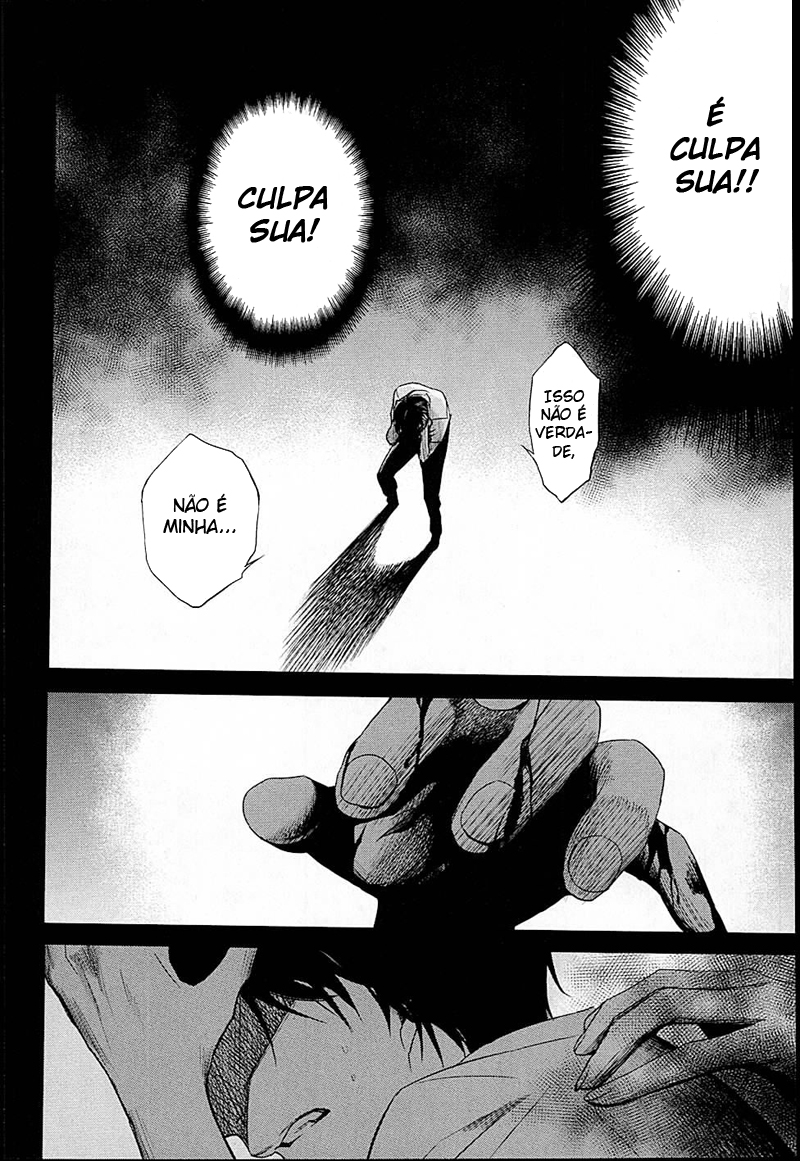 É
CULPA
SUA!!
CULPA
SUA!
ISSO
NÃO É
VERDA-
DE,
NÃO É
MINHA...